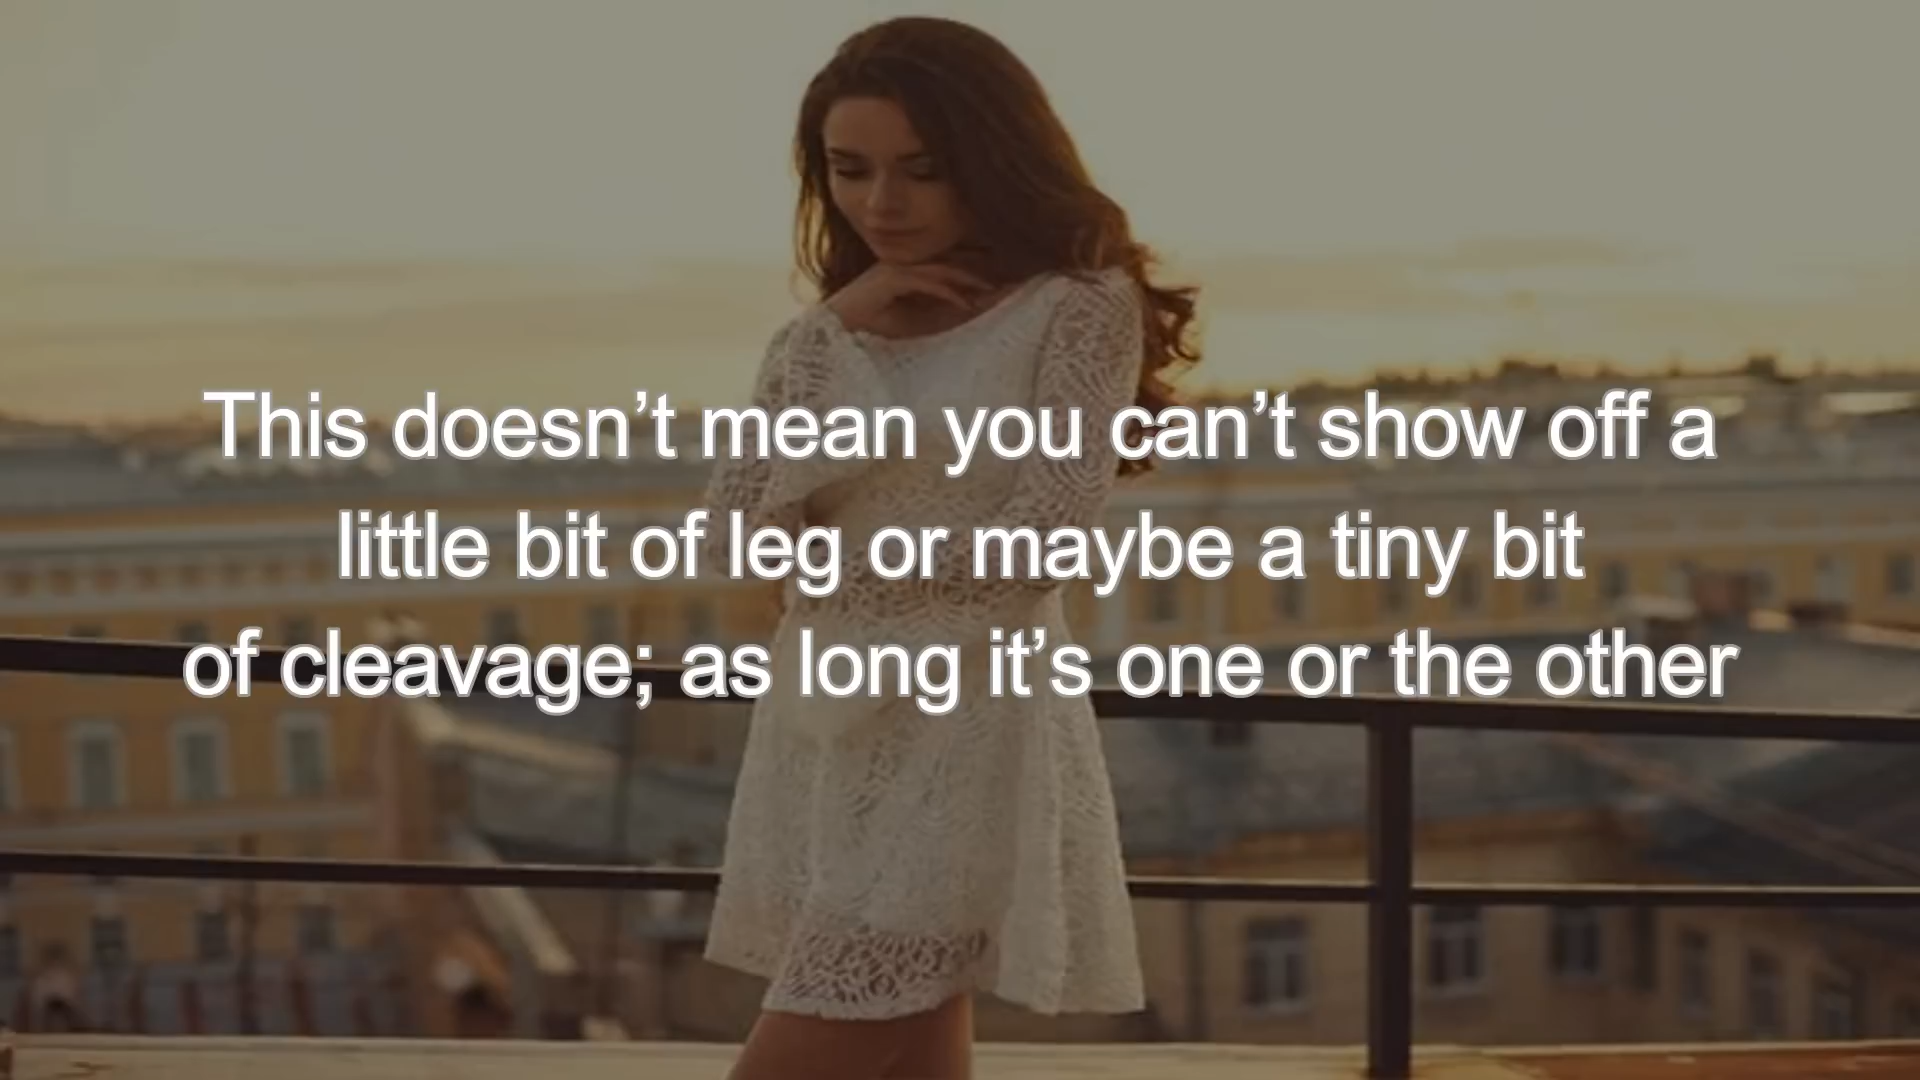 This doesn’t mean you can’t show off a
little bit of leg or maybe a tiny bit
of cleavage; as long it’s one or the other